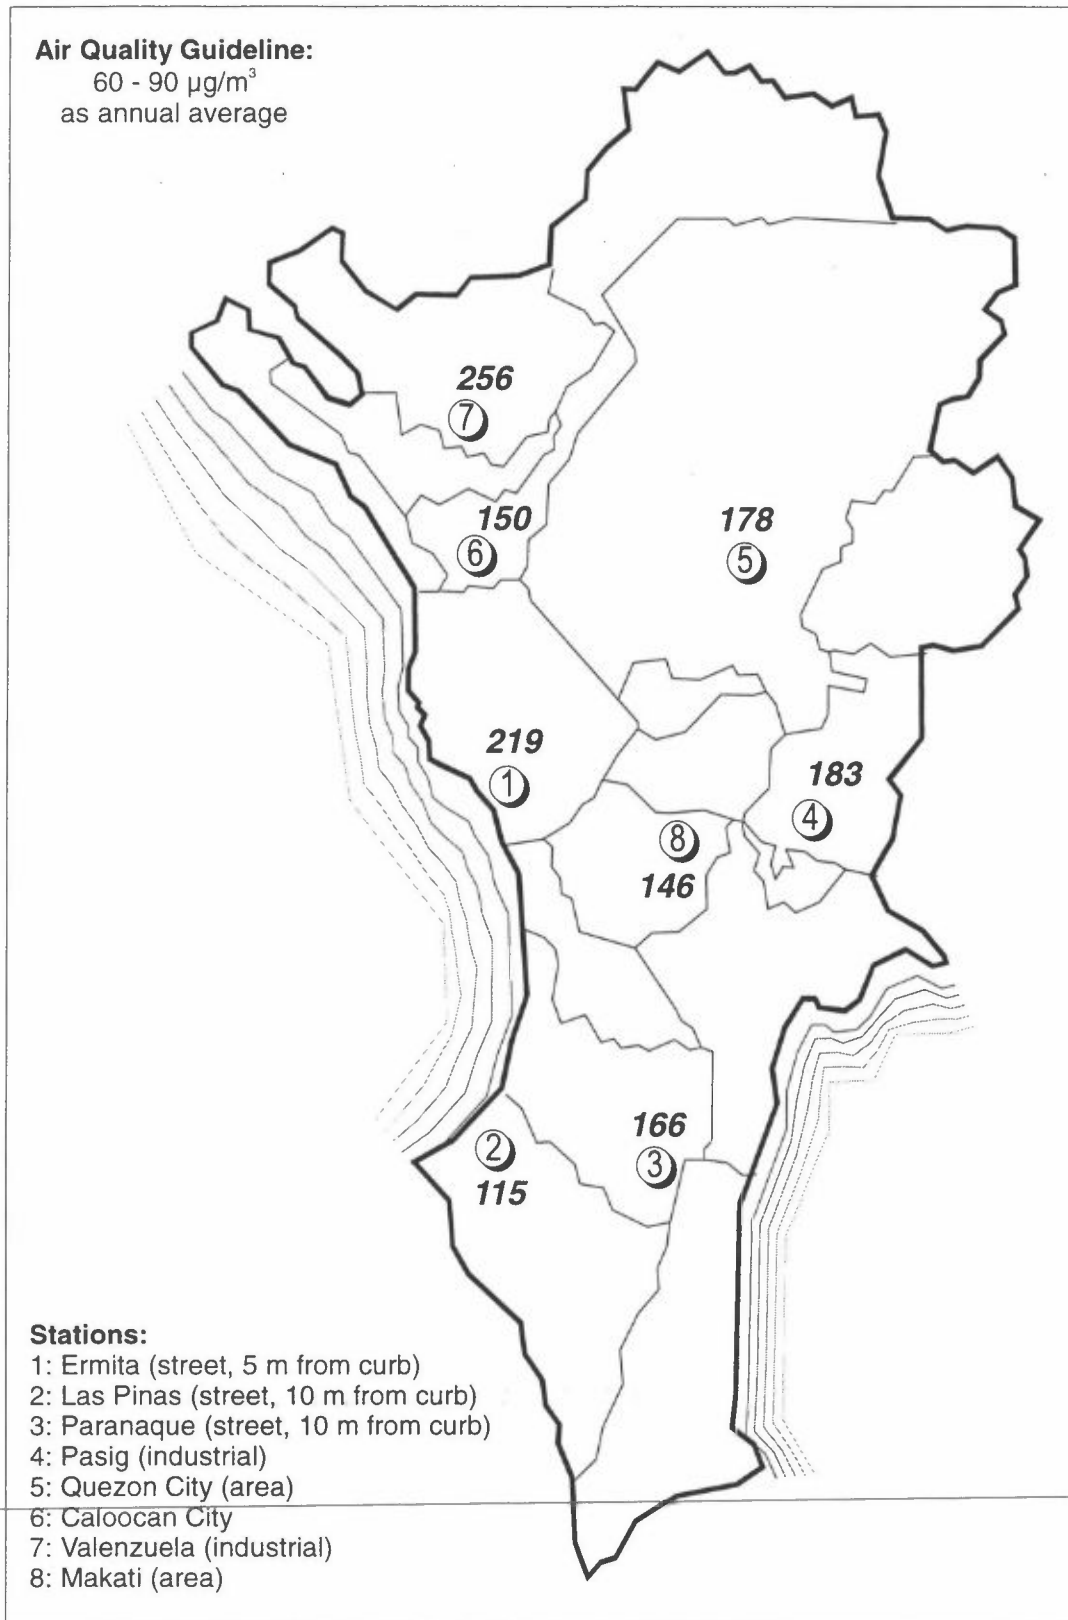 Air Quality Guideline:
60 - 90 µg/m³
as annual average
256
7
150
6
178
5
219
1
183
4
8
146
166
3
2
115
Stations:
1: Ermita (street, 5 m from curb)
2: Las Pinas (street, 10 m from curb)
3: Paranaque (street, 10 m from curb)
4: Pasig (industrial)
5: Quezon City (area)
6: Caloocan City
7: Valenzuela (industrial)
8: Makati (area)